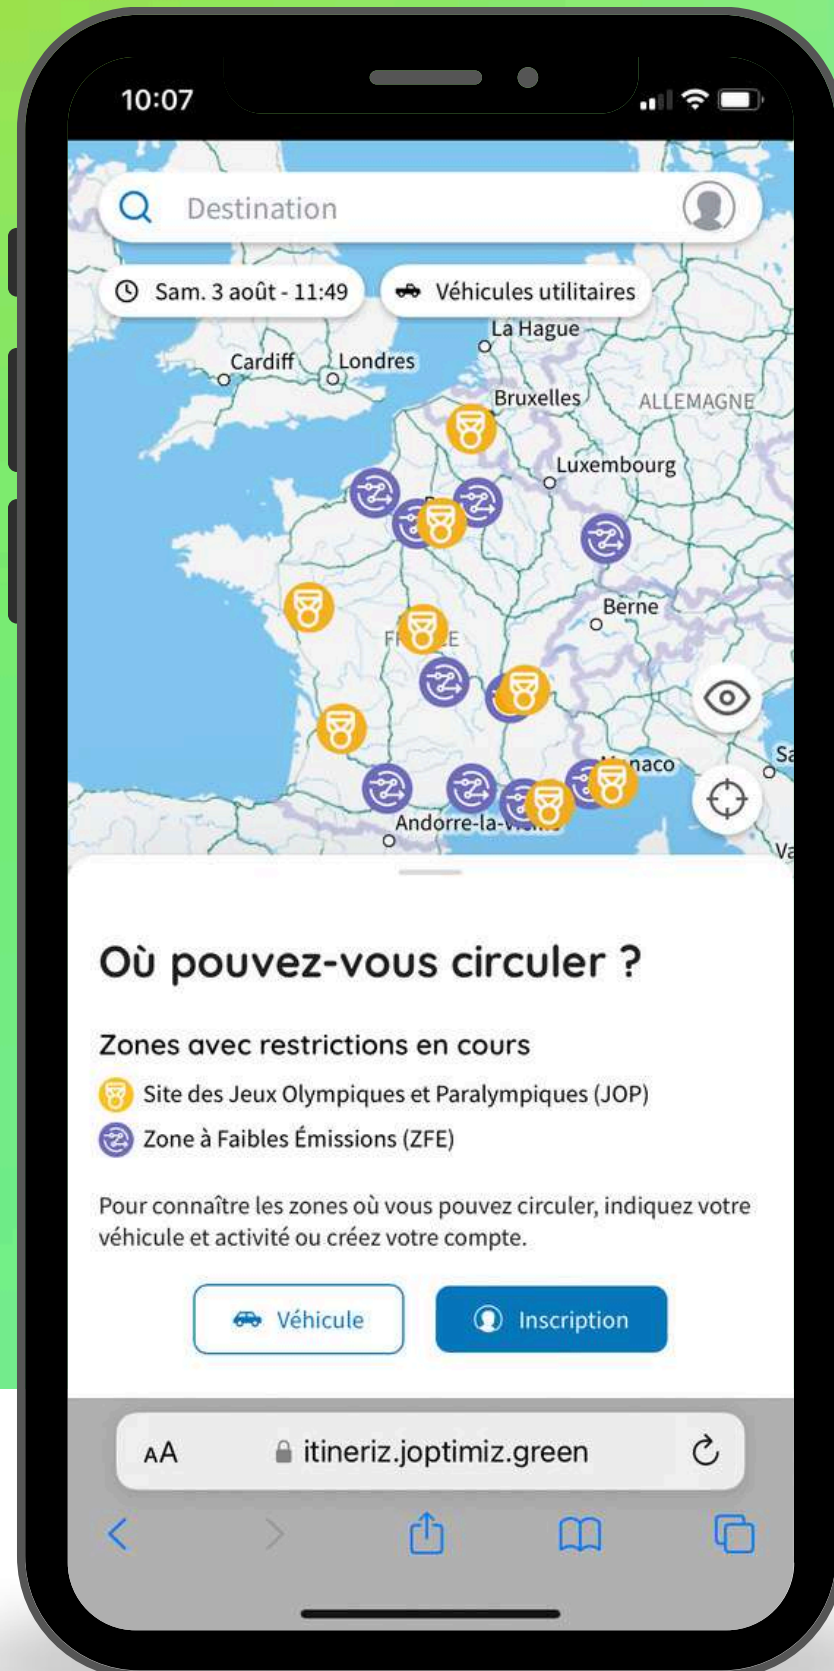 10:07
Destination
Sam. 3 août - 11:49
Véhicules utilitaires
La Hague
Cardiff
Londres
Bruxelles
ALLEMAGNE
Luxembourg
Berne
Andorre-la-
Où pouvez-vous circuler ?
Zones avec restrictions en cours
Site des Jeux Olympiques et Paralympiques (JOP)
Zone à Faibles Émissions (ZFE)
Pour connaître les zones où vous pouvez circuler, indiquez votre
véhicule et activité ou créez votre compte.
Véhicule
Inscription
AA
itineriz.joptimiz.green